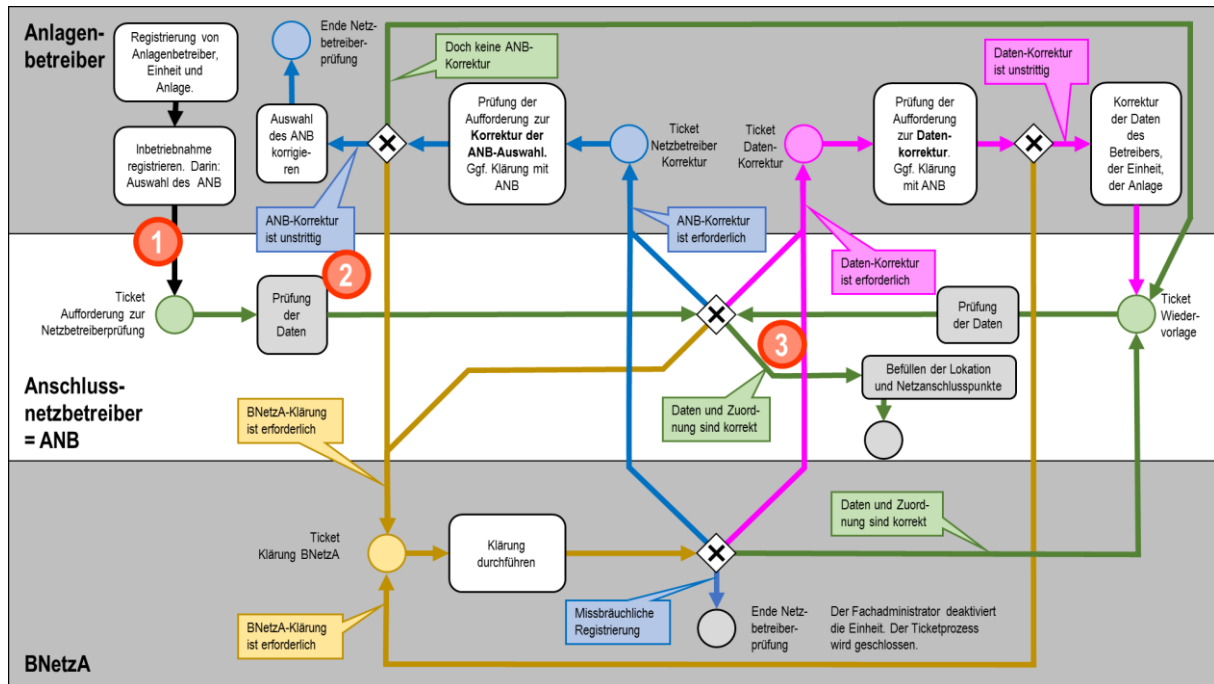 Anlagen-
betreiber
Registrierung von
Anlagenbetreiber,
Einheit und
Anlage.
Inbetriebnahme
registrieren. Darin:
Auswahl des ANB
1
Ende Netz-
betreiber-
prüfung
Auswahl
des ANB
korrigie-
ren
ANB-Korrektur
ist unstrittig
Doch keine ANB-
Korrektur
Prüfung der
Aufforderung zur
Korrektur der
ANB-Auswahl.
Ggf. Klärung mit
ANB
Ticket
Netzbetreiber
Korrektur
ANB-Korrektur
ist erforderlich
Ticket
Daten-
Korrektur
Daten-Korrektur
ist erforderlich
Prüfung der
Aufforderung
zur Daten-
korrektur.
Ggf. Klärung
mit ANB
Daten-Korrektur
ist unstrittig
Korrektur
der Daten
des
Betreibers,
der Einheit,
der Anlage
Ticket
Aufforderung zur
Netzbetreiberprüfung
Prüfung
der
Daten
2
3
Prüfung
der Daten
Ticket
Wieder-
vorlage
Befüllen der Lokation
und Netzanschlusspunkte
Daten und Zuord-
nung sind korrekt
Anschluss-
netzbetreiber
= ANB
BNetzA-Klärung
ist erforderlich
Ticket
Klärung BNetzA
Klärung
durchführen
Daten und Zuord-
nung sind korrekt
BNetzA-Klärung
ist erforderlich
Missbräuchliche
Registrierung
Ende Netz-
betreiber-
prüfung
Der Fachadministrator deaktiviert
die Einheit. Der Ticketprozess
wird geschlossen.
BNetzA